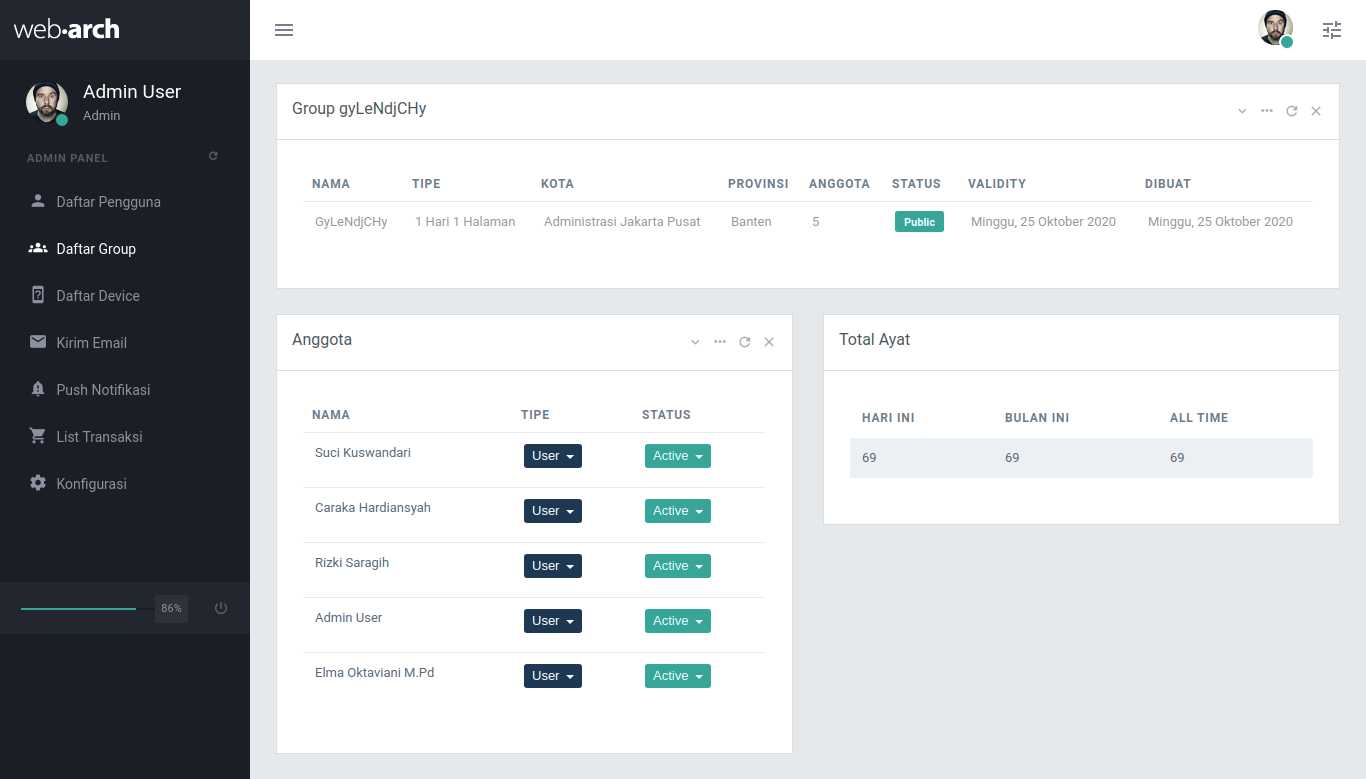 web·arch
Admin User
Admin
ADMIN PANEL
Daftar Pengguna
Daftar Group
Daftar Device
Kirim Email
Push Notifikasi
List Transaksi
Konfigurasi
86%
Group gyLeNdjCHy
NAMA TIPE KOTA PROVINSI ANGGOTA STATUS VALIDITY DIBUAT
GyLeNdjCHy 1 Hari 1 Halaman Administrasi Jakarta Pusat Banten 5 Public Minggu, 25 Oktober 2020 Minggu, 25 Oktober 2020
Anggota
NAMA TIPE STATUS
Suci Kuswandari User Active
Caraka Hardiansyah User Active
Rizki Saragih User Active
Admin User User Active
Elma Oktaviani M.Pd User Active
Total Ayat
HARI INI BULAN INI ALL TIME
69 69 69